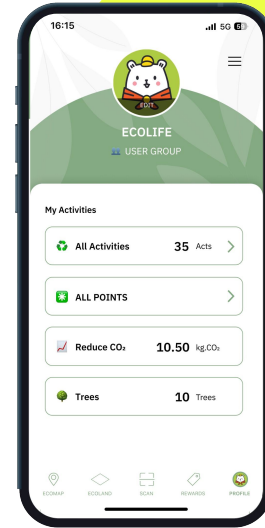 16:15
5G
EDIT
ECOLIFE
USER GROUP
My Activities
All Activities 35 Acts
ALL POINTS
Reduce CO₂ 10.50 kg.CO₂
Trees 10 Trees
ECOMAP ECOLAND SCAN REWARDS PROFILE